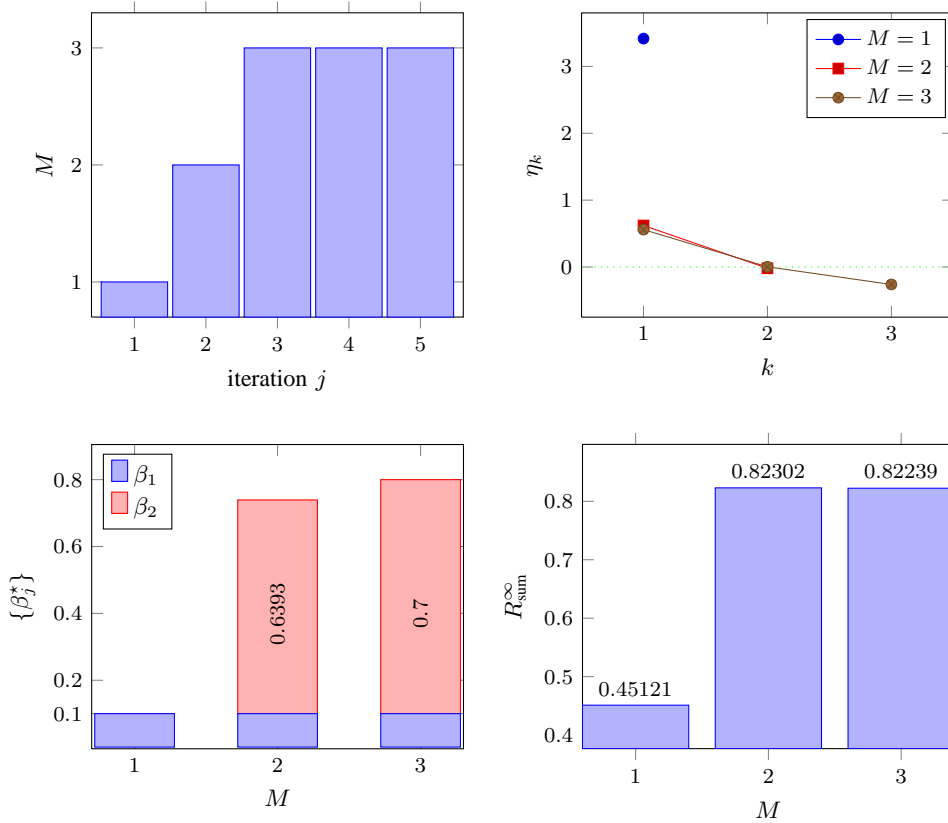 3
2
1
M
1 2 3 4 5
iteration j
3
2
1
0
η_k
M = 1
M = 2
M = 3
1 2 3
k
0.8
0.6
0.4
0.2
0.1
{β_j^⋆}
β_1
β_2
0.6393
0.7
1 2 3
M
0.8
0.7
0.6
0.5
0.4
R_sum^∞
0.45121
0.82302
0.82239
1 2 3
M